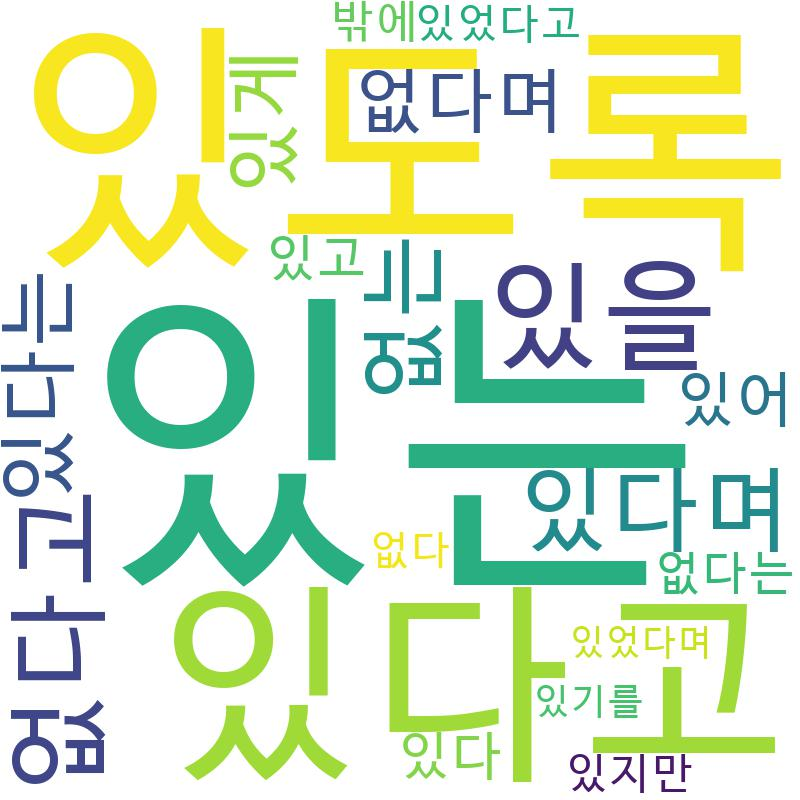 밖에
있었다고
있도록
있게
없다며
있고
없는
있을
있다는
있는
있어
있다며
없다고
없다
없다는
있다고
있었다며
있기를
있다
있지만